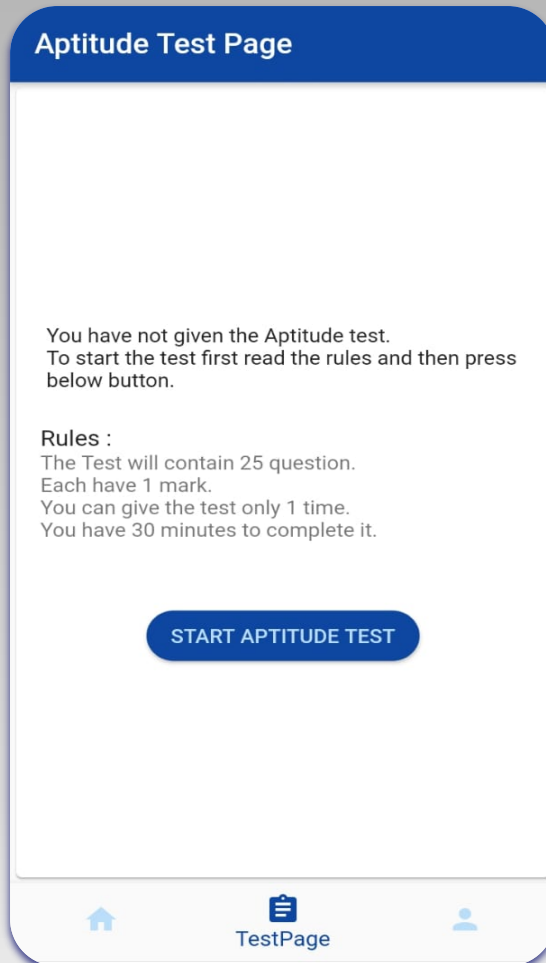 Aptitude Test Page
You have not given the Aptitude test.
To start the test first read the rules and then press
below button.
Rules :
The Test will contain 25 question.
Each have 1 mark.
You can give the test only 1 time.
You have 30 minutes to complete it.
START APTITUDE TEST
TestPage